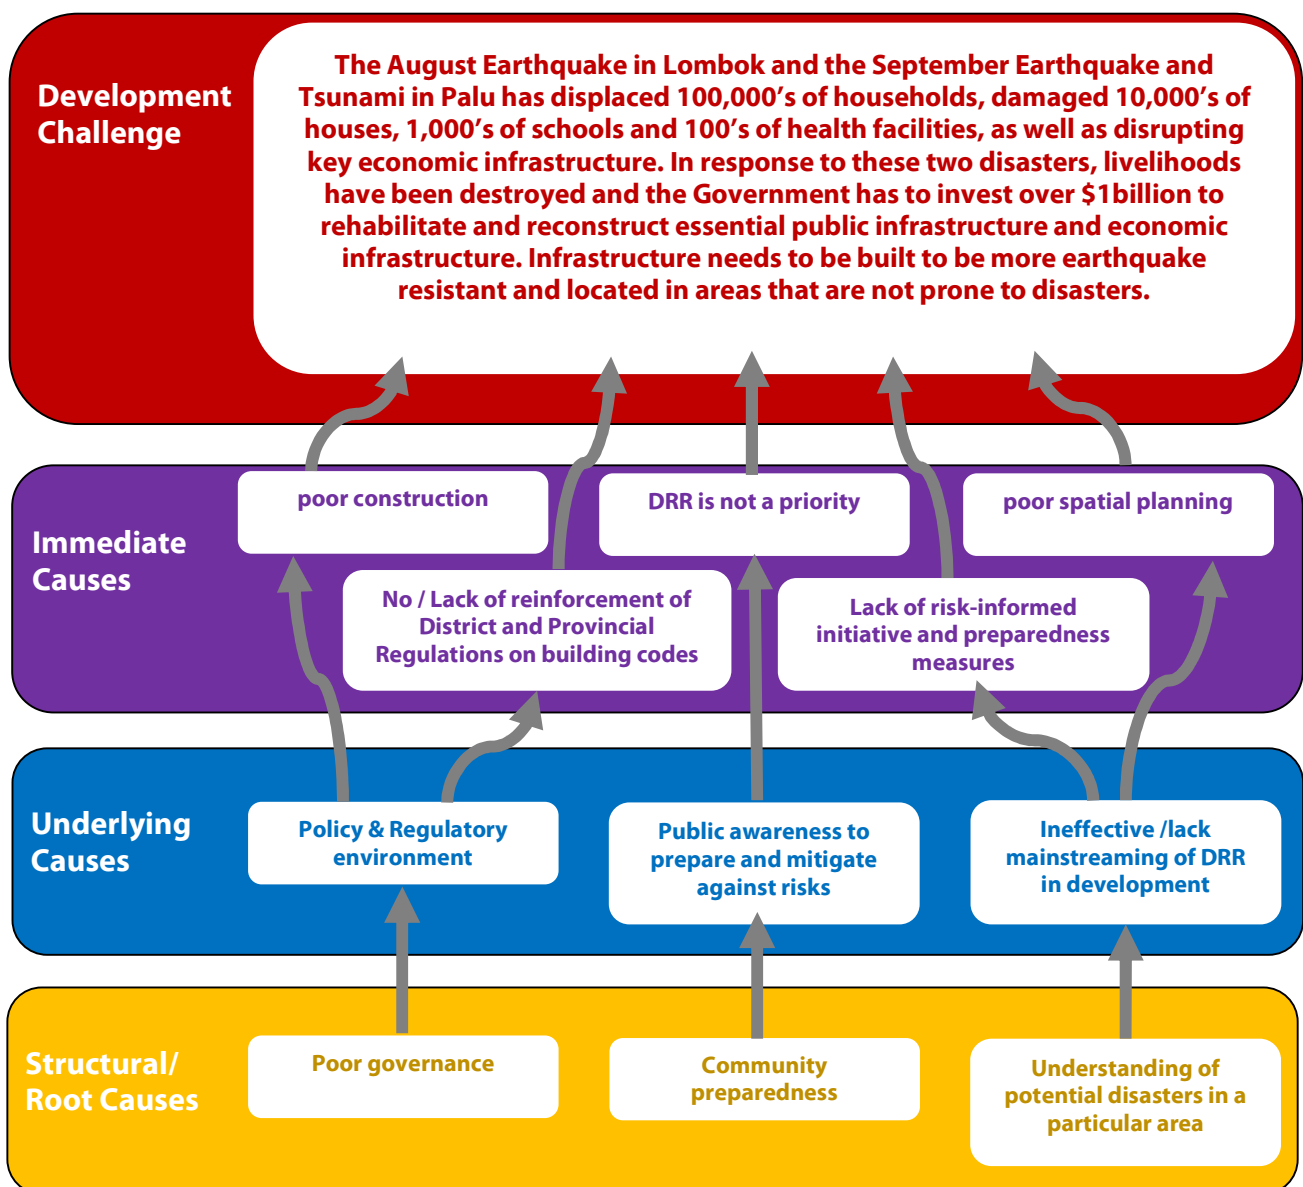 Development
Challenge
The August Earthquake in Lombok and the September Earthquake and
Tsunami in Palu has displaced 100,000’s of households, damaged 10,000’s of
houses, 1,000’s of schools and 100’s of health facilities, as well as disrupting
key economic infrastructure. In response to these two disasters, livelihoods
have been destroyed and the Government has to invest over $1billion to
rehabilitate and reconstruct essential public infrastructure and economic
infrastructure. Infrastructure needs to be built to be more earthquake
resistant and located in areas that are not prone to disasters.
Immediate
Causes
poor construction
DRR is not a priority
poor spatial planning
No / Lack of reinforcement of
District and Provincial
Regulations on building codes
Lack of risk-informed
initiative and preparedness
measures
Underlying
Causes
Policy & Regulatory
environment
Public awareness to
prepare and mitigate
against risks
Ineffective /lack
mainstreaming of DRR
in development
Structural/
Root Causes
Poor governance
Community
preparedness
Understanding of
potential disasters in a
particular area